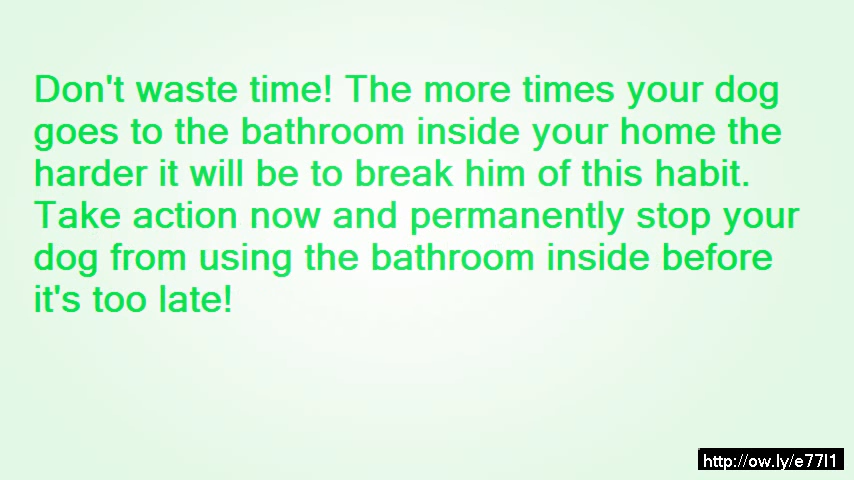 Don't waste time! The more times your dog
goes to the bathroom inside your home the
harder it will be to break him of this habit.
Take action now and permanently stop your
dog from using the bathroom inside before
it's too late!
http://ow.ly/e77l1